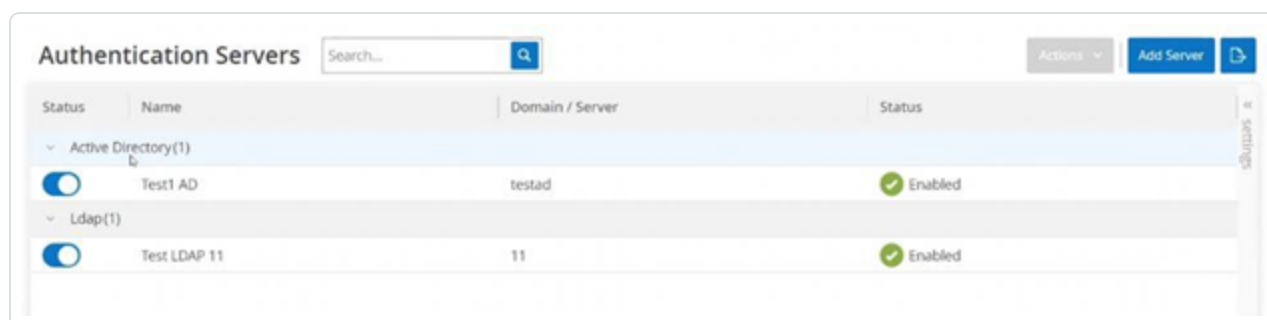 Authentication Servers Search... Actions Add Server
Status Name Domain / Server Status
Active Directory(1)
Test1 AD testad Enabled
Ldap(1)
Test LDAP 11 11 Enabled
settings